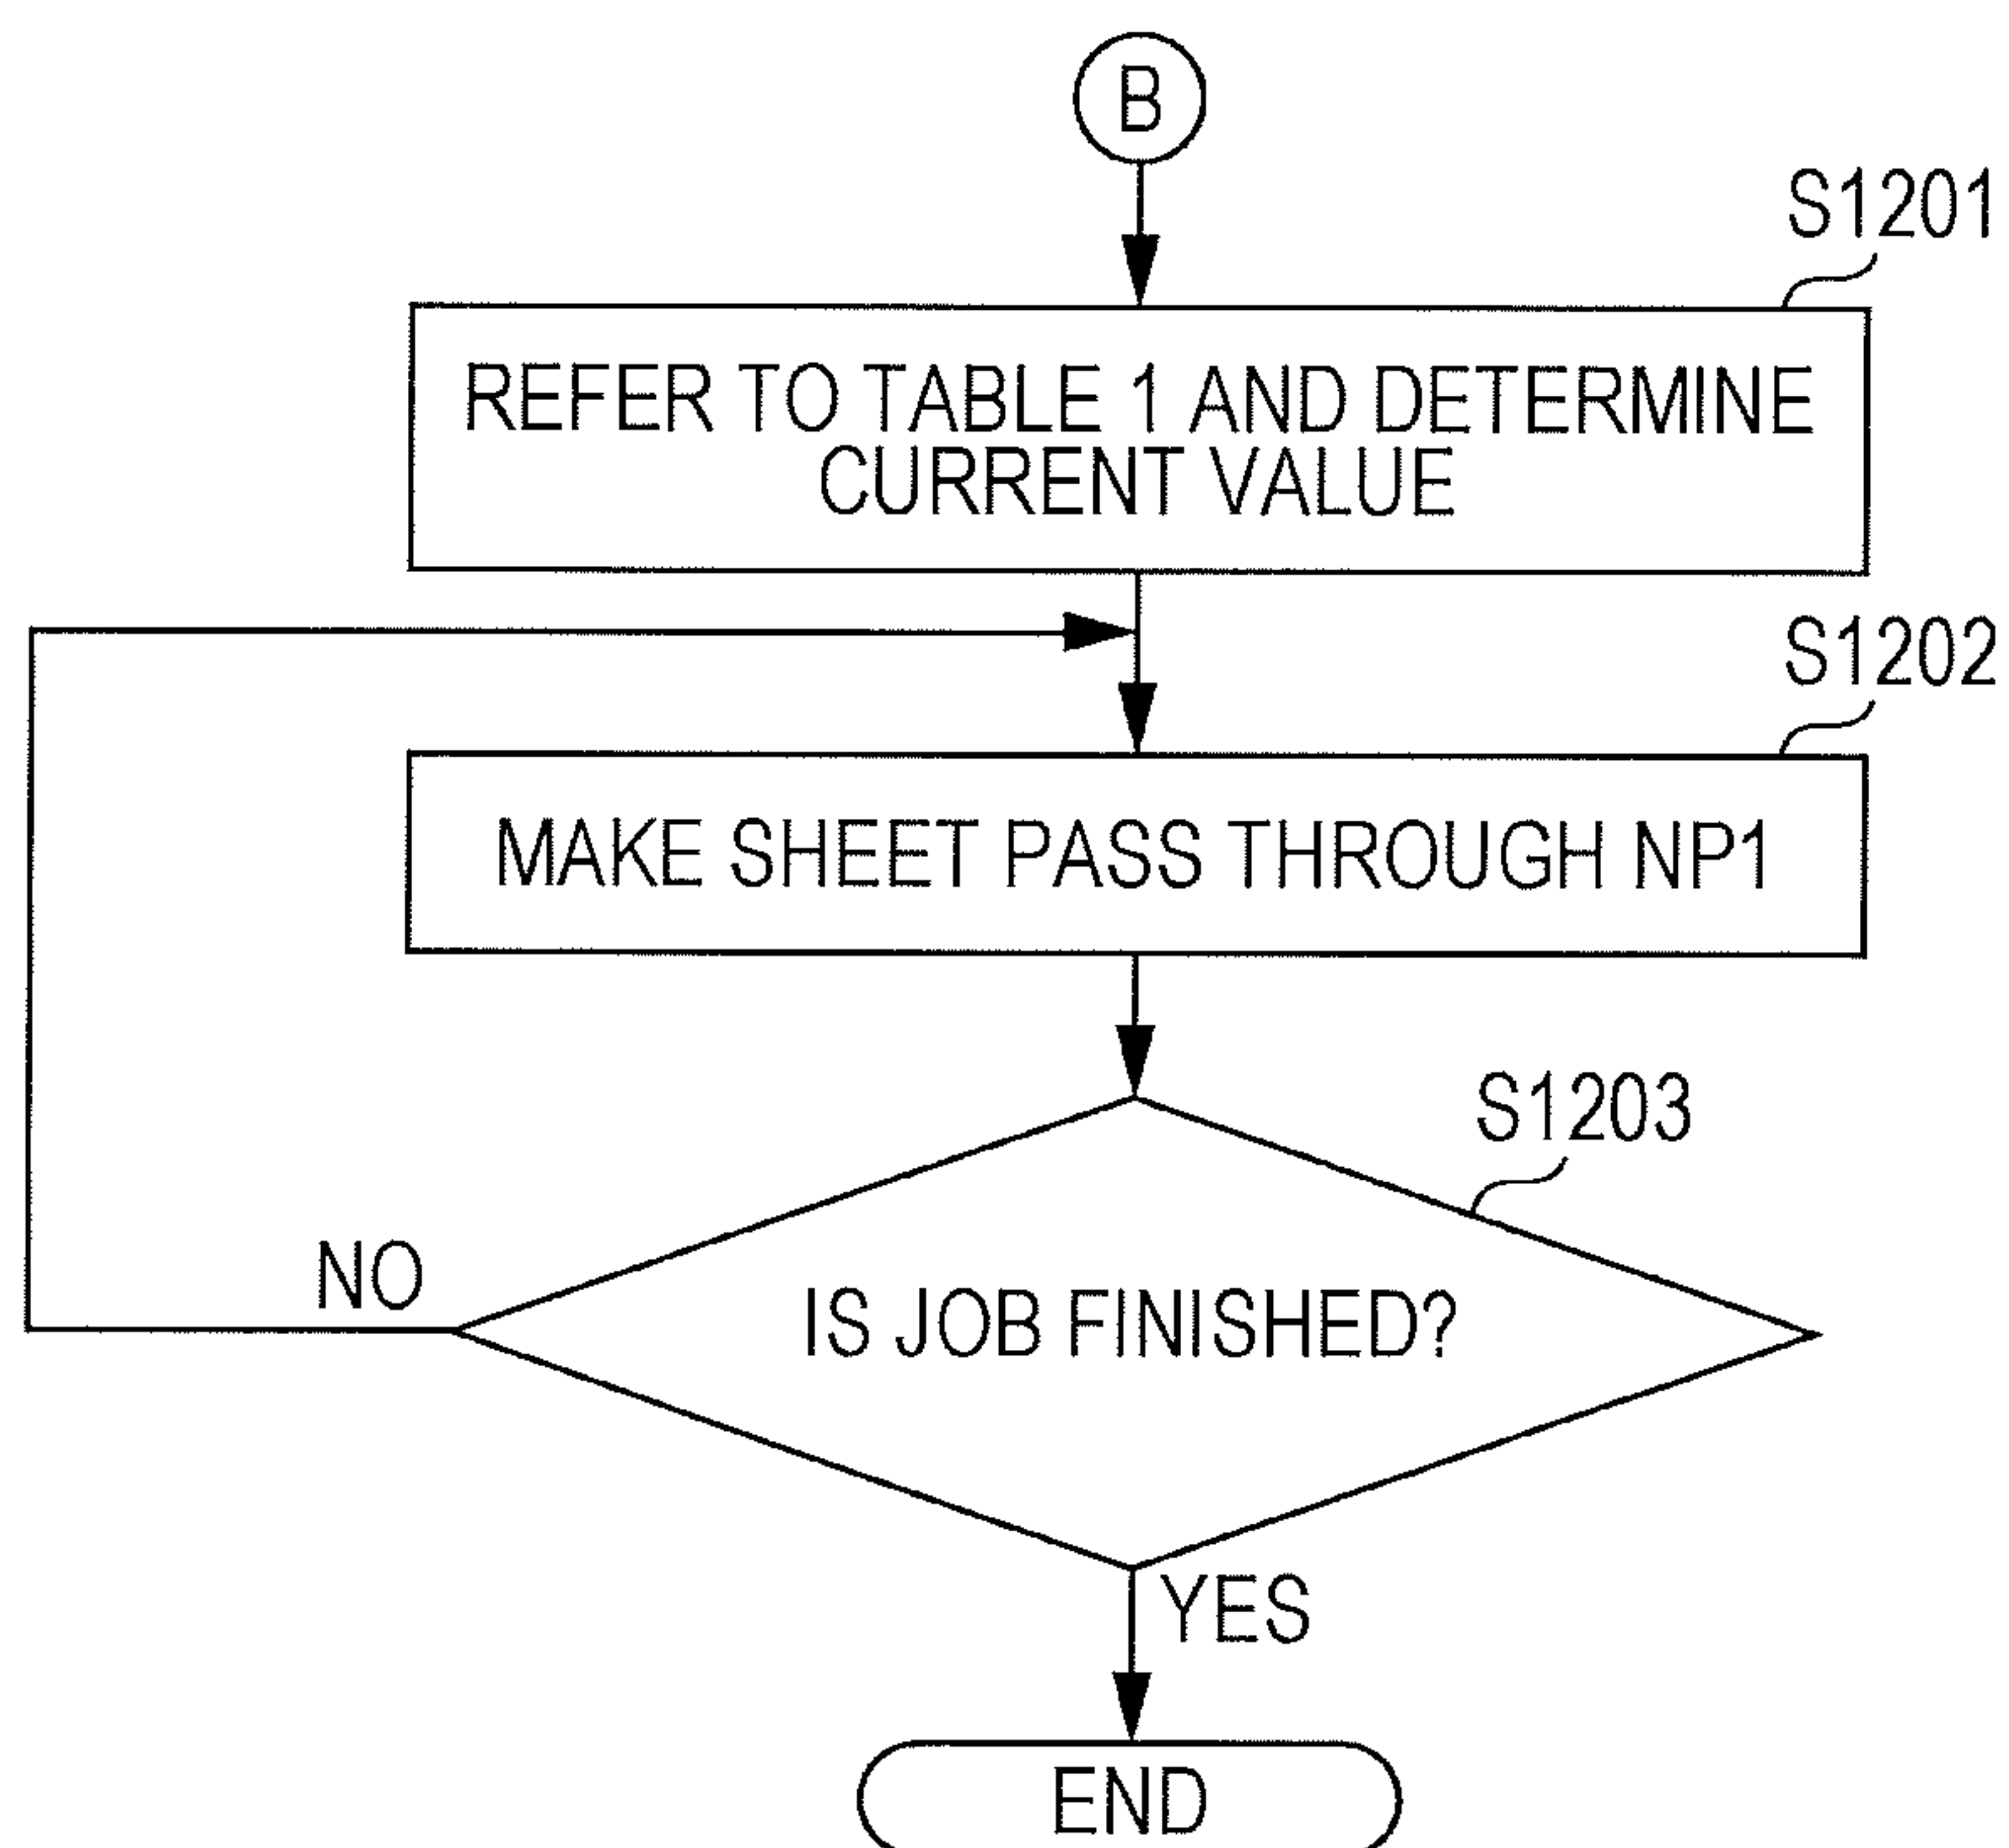 B
S1201
REFER TO TABLE 1 AND DETERMINE
CURRENT VALUE
S1202
MAKE SHEET PASS THROUGH NP1
S1203
NO
IS JOB FINISHED?
YES
END